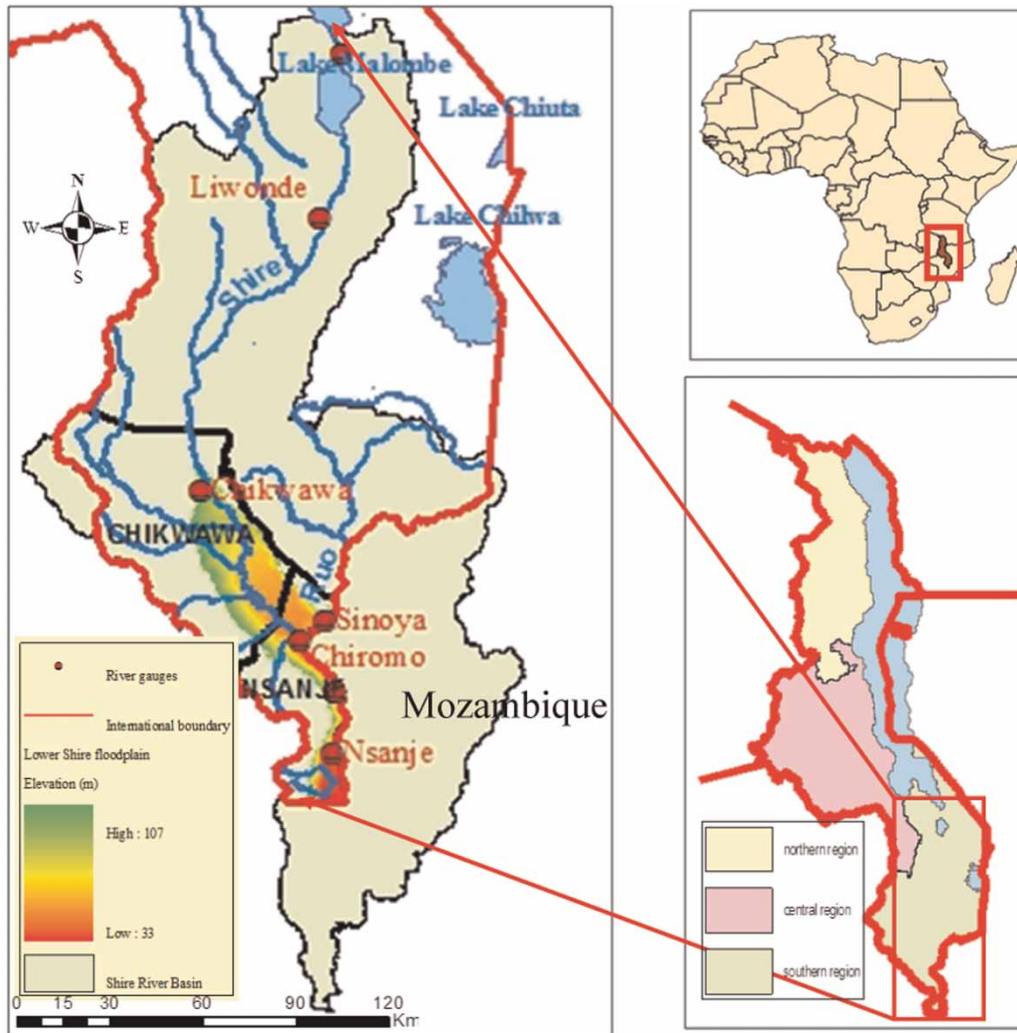 Lake Malombe
Lake Chiuta
Liwonde
Lake Chilwa
N
W
E
S
Shire
Chikwawa
CHIKWAWA
Ruo
Sinoya
Chiromo
NSANJE
Mozambique
Nsanje
River gauges
International boundary
Lower Shire floodplain
Elevation (m)
High : 107
Low : 33
Shire River Basin
0 15 30 60 90 120
Km
northern region
central region
southern region